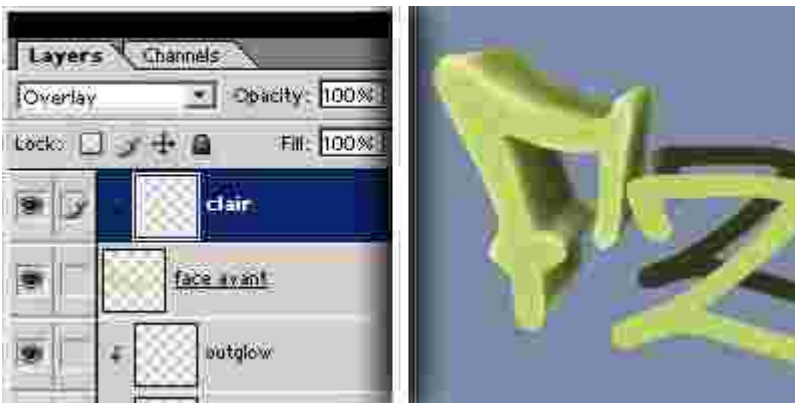 Layers Channels
Overlay Opacity: 100%
Lock: Fill: 100%
clair
face avant
outglow